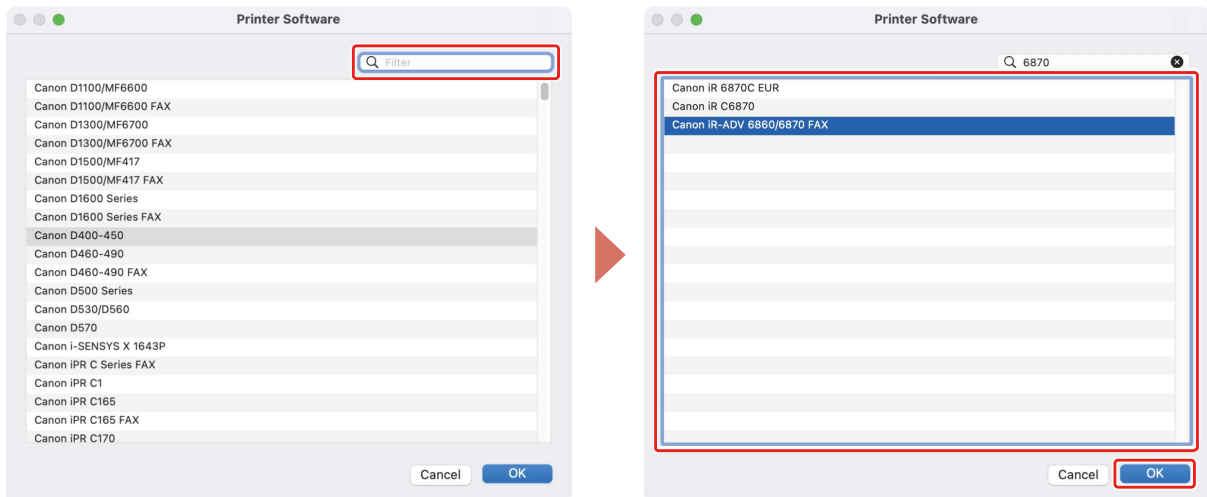 Printer Software
Filter
Canon D1100/MF6600
Canon D1100/MF6600 FAX
Canon D1300/MF6700
Canon D1300/MF6700 FAX
Canon D1500/MF417
Canon D1500/MF417 FAX
Canon D1600 Series
Canon D1600 Series FAX
Canon D400-450
Canon D460-490
Canon D460-490 FAX
Canon D500 Series
Canon D530/D560
Canon D570
Canon i-SENSYS X 1643P
Canon iPR C Series FAX
Canon iPR C1
Canon iPR C165
Canon iPR C165 FAX
Canon iPR C170
Cancel OK
Printer Software
6870
Canon iR 6870C EUR
Canon iR C6870
Canon iR-ADV 6860/6870 FAX
Cancel OK